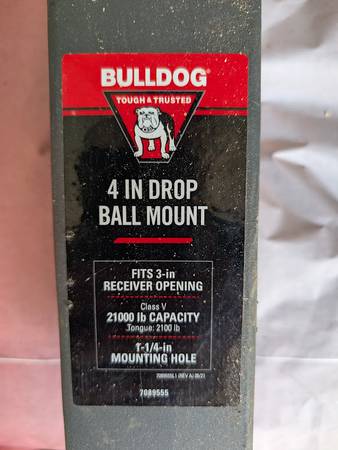 BULLDOG®
TOUGH & TRUSTED
4 IN DROP
BALL MOUNT
FITS 3-in
RECEIVER OPENING
Class V
21000 lb CAPACITY
Tongue: 2100 lb
1-1/4-in
MOUNTING HOLE
7089555